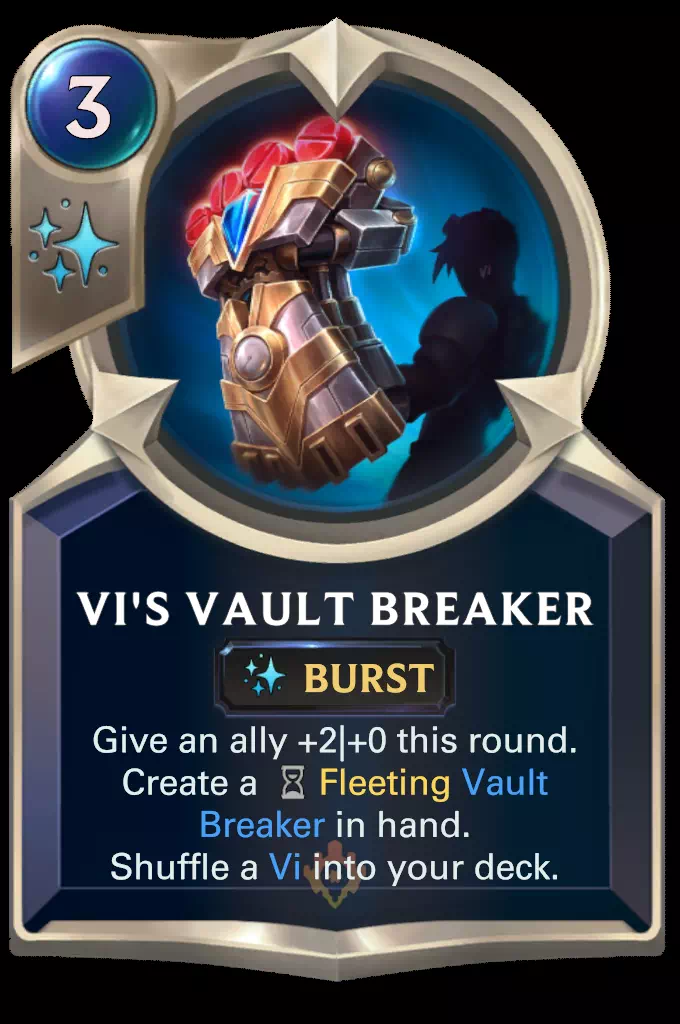 3
VI'S VAULT BREAKER
BURST
Give an ally +2|+0 this round.
Create a Fleeting Vault
Breaker in hand.
Shuffle a Vi into your deck.